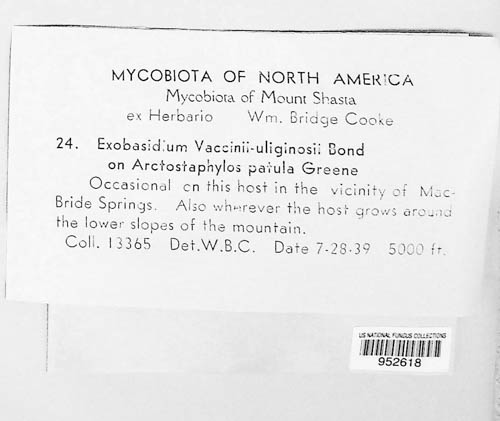 MYCOBIOTA OF NORTH AMERICA
Mycobiota of Mount Shasta
ex Herbario Wm. Bridge Cooke
24. Exobasidium Vaccinii-uliginosii Bond
on Arctostaphylos patula Greene
Occasional on this host in the vicinity of Mac-
Bride Springs. Also wherever the host grows around
the lower slopes of the mountain.
Coll. 13365 Det.W.B.C. Date 7-28-39 5000 ft.
US NATIONAL FUNGUS COLLECTIONS
952618